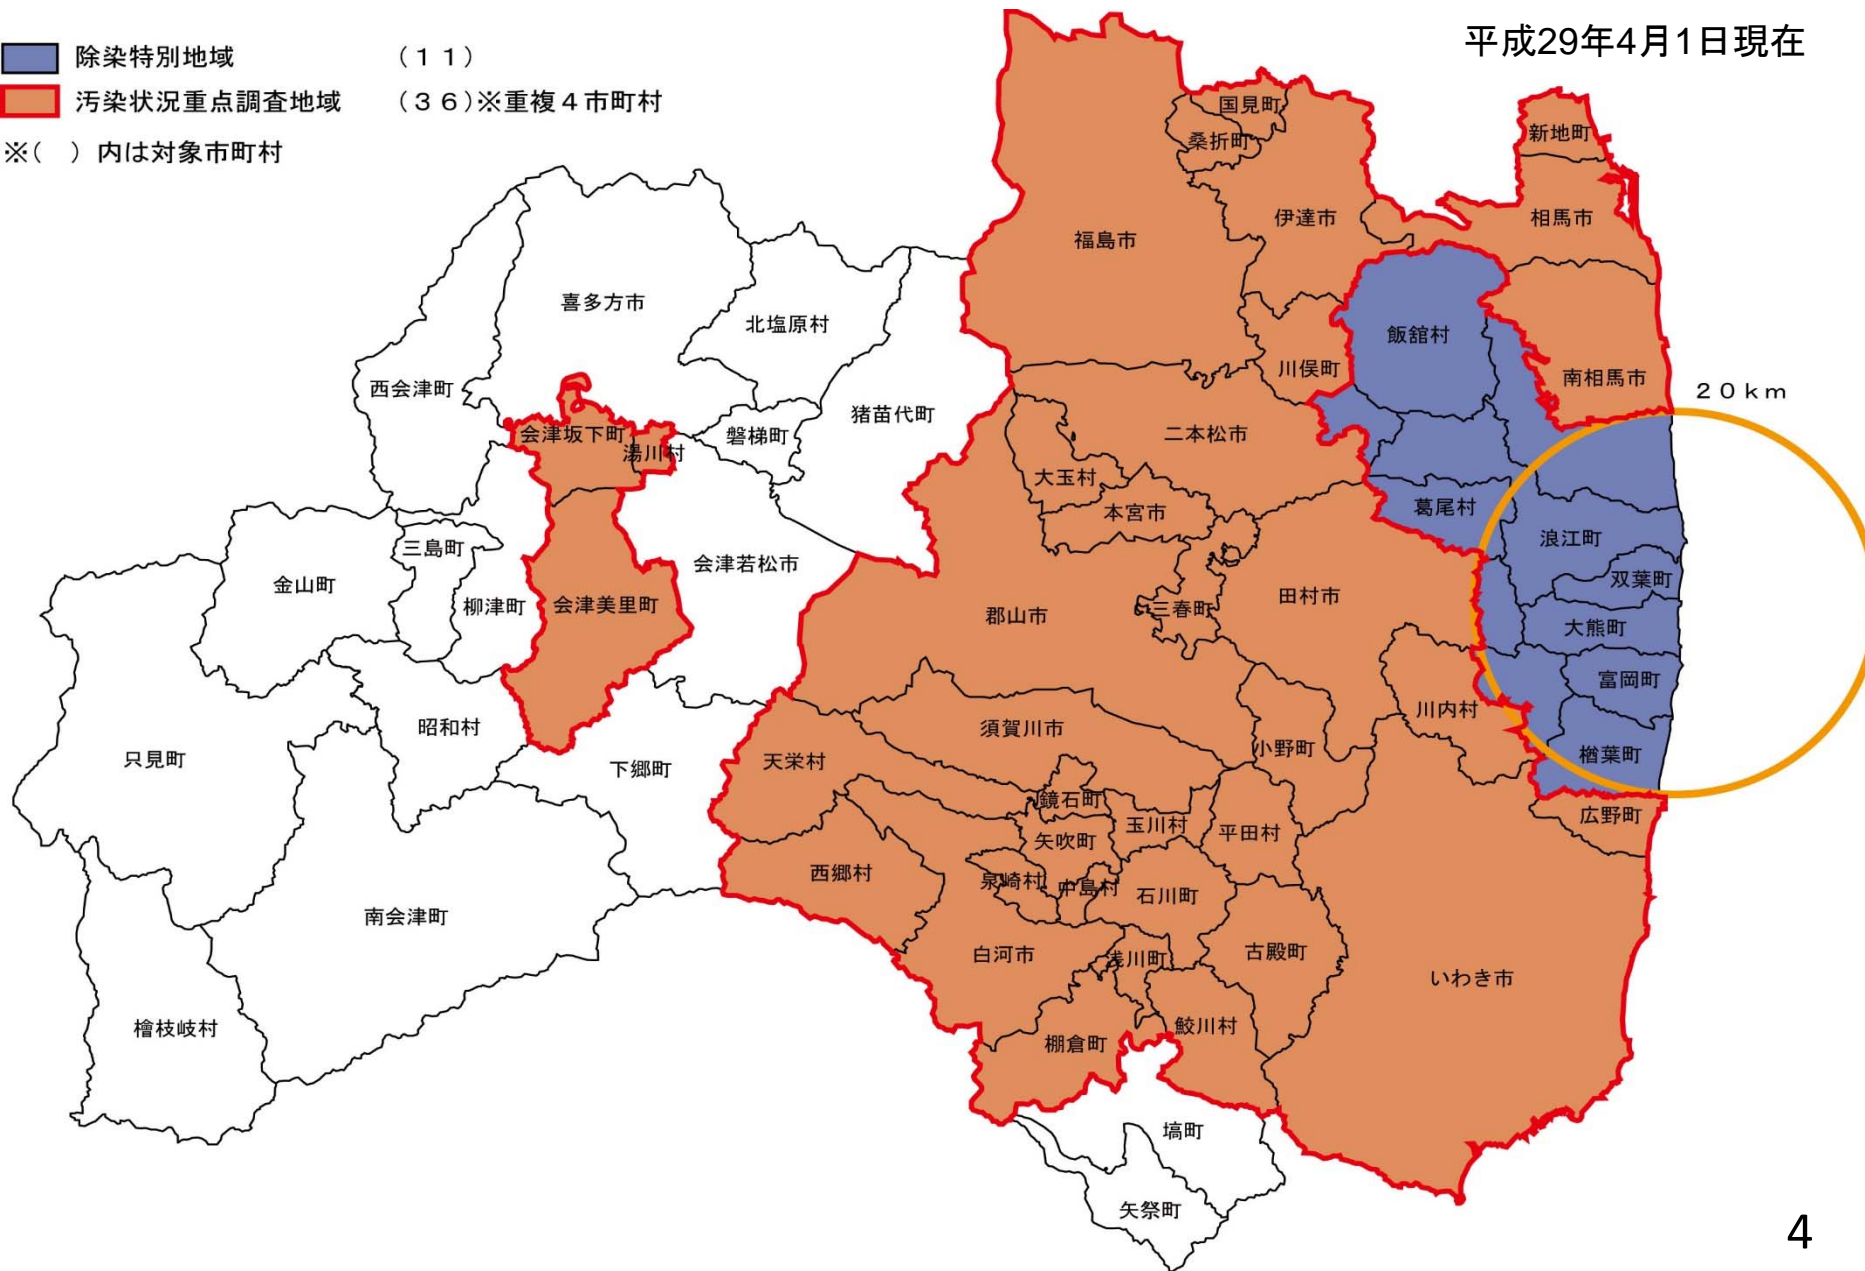 平成29年4月1日現在
除染特別地域 (11)
汚染状況重点調査地域 (36)※重複4市町村
※( )内は対象市町村
国見町
桑折町
新地町
伊達市
相馬市
福島市
喜多方市
北塩原村
飯舘村
川俣町
南相馬市
20km
西会津町
猪苗代町
会津坂下町
磐梯町
二本松市
湯川村
大玉村
本宮市
葛尾村
三島町
浪江町
会津若松市
双葉町
金山町
柳津町
会津美里町
郡山市
三春町
田村市
大熊町
富岡町
川内村
昭和村
須賀川市
小野町
楢葉町
只見町
下郷町
天栄村
鏡石町
広野町
玉川村
平田村
矢吹町
西郷村
泉崎村
中島村
石川町
南会津町
白河市
浅川町
古殿町
いわき市
檜枝岐村
鮫川村
棚倉町
塙町
矢祭町
4